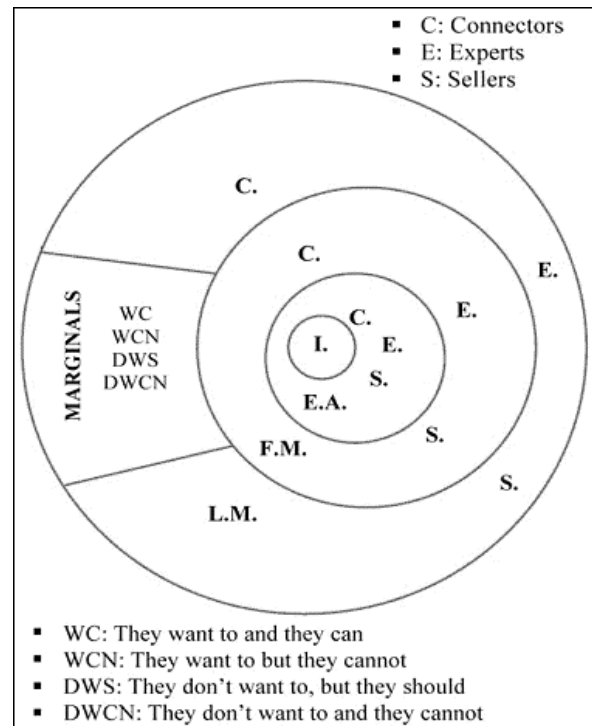 ▪ C: Connectors
▪ E: Experts
▪ S: Sellers
C.
C.
E.
E.
MARGINALS
WC
WCN
DWS
DWCN
C.
I.
E.
S.
E.A.
F.M.
S.
S.
L.M.
▪ WC: They want to and they can
▪ WCN: They want to but they cannot
▪ DWS: They don't want to, but they should
▪ DWCN: They don't want to and they cannot